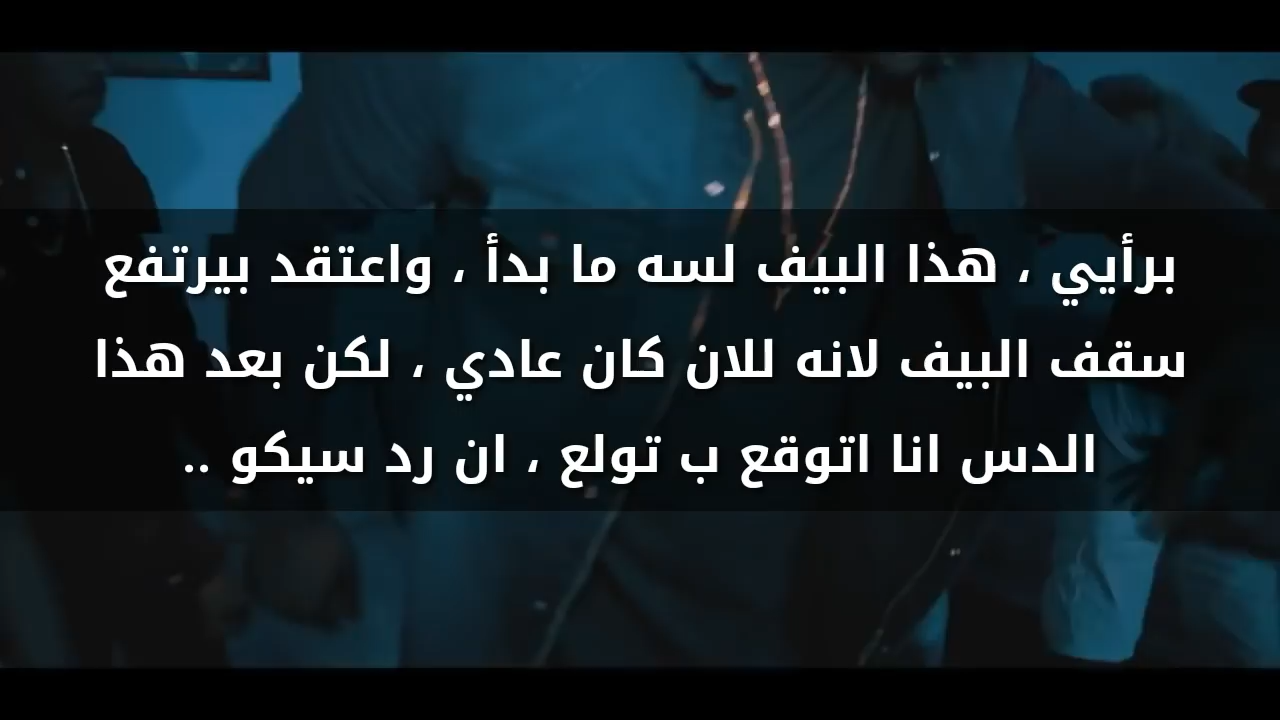 برأيي ، هذا البيف لسه ما بدأ ، واعتقد بيرتفع
سقف البيف لانه للان كان عادي ، لكن بعد هذا
الدس انا اتوقع ب تولع ، ان رد سيكو ..